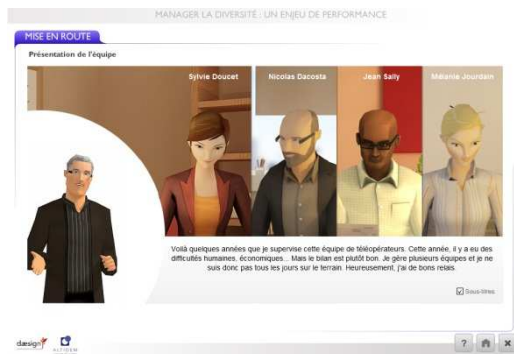 MANAGER LA DIVERSITÉ : UN ENJEU DE PERFORMANCE
MISE EN ROUTE
Présentation de l'équipe
Sylvie Doucet
Nicolas Dacosta
Jean Sally
Mélanie Jourdain
Voilà quelques années que je supervise cette équipe de téléopérateurs. Cette année, il y a eu des
difficultés humaines, économiques... Mais le bilan est plutôt bon. Je gère plusieurs équipes et je ne
suis donc pas tous les jours sur le terrain. Heureusement, j'ai de bons relais.
Sous-titres
dæsign
ALTIDEM
? x